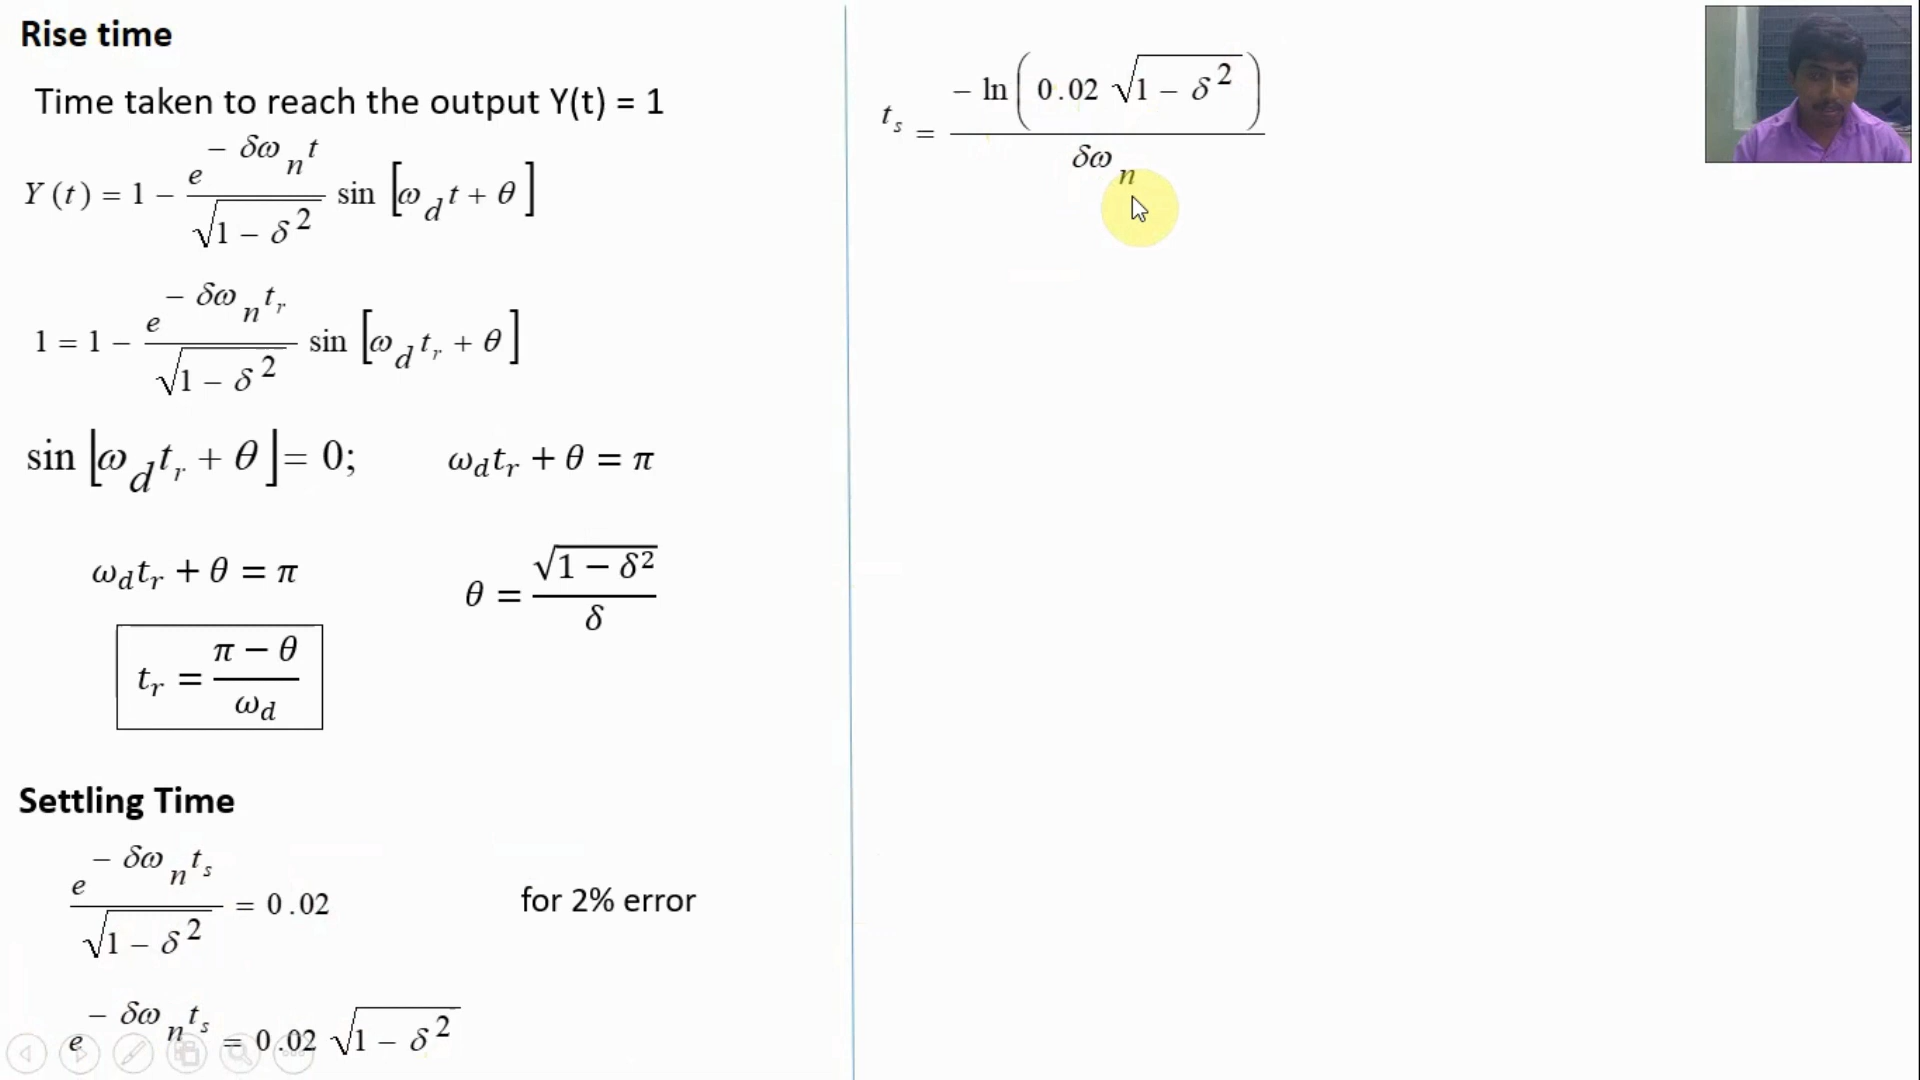 Rise time
Time taken to reach the output Y(t) = 1
Y(t) = 1 − e^(−δω_n t) / √(1 − δ²) sin [ω_d t + θ]
1 = 1 − e^(−δω_n t_r) / √(1 − δ²) sin [ω_d t_r + θ]
sin ⌊ω_d t_r + θ⌋ = 0; ω_d t_r + θ = π
ω_d t_r + θ = π θ = √(1 − δ²) / δ
t_r = (π − θ) / ω_d
Settling Time
e^(−δω_n t_s) / √(1 − δ²) = 0.02 for 2% error
e^(−δω_n t_s) = 0.02 √(1 − δ²)
t_s = −ln(0.02 √(1 − δ²)) / δω_n